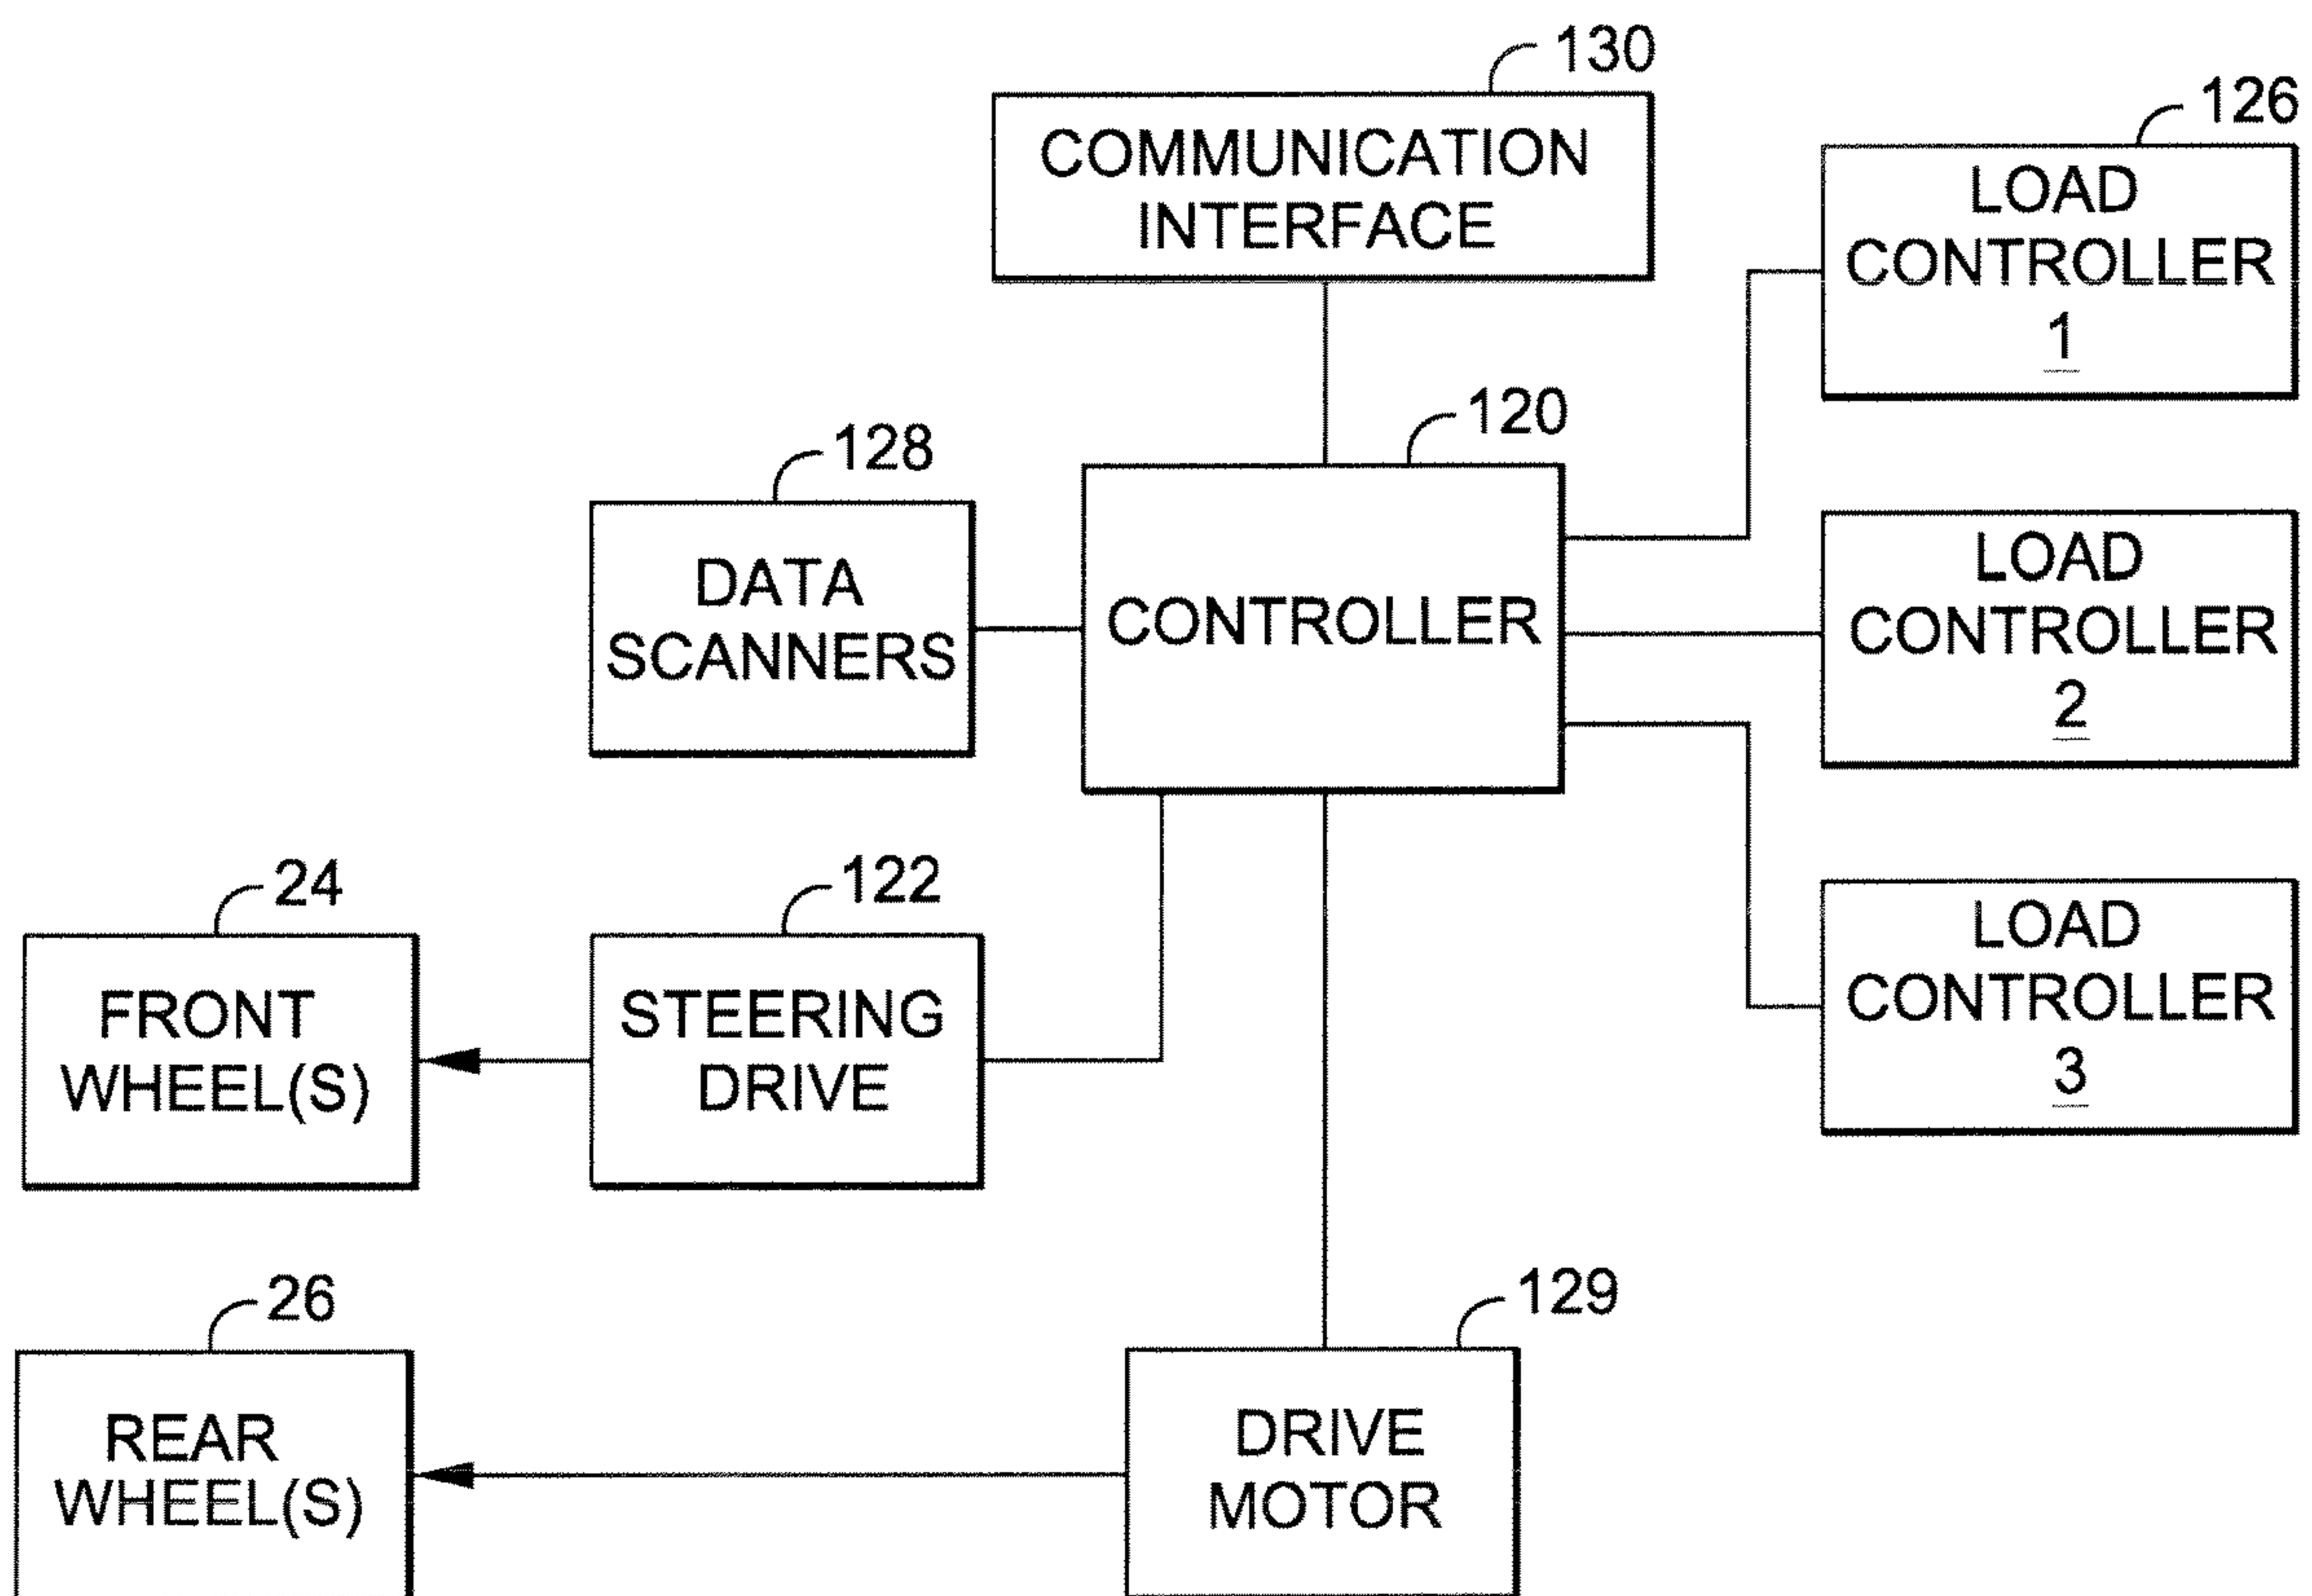 130
COMMUNICATION
INTERFACE
126
LOAD
CONTROLLER
1
128
DATA
SCANNERS
120
CONTROLLER
LOAD
CONTROLLER
2
24
FRONT
WHEEL(S)
122
STEERING
DRIVE
LOAD
CONTROLLER
3
26
REAR
WHEEL(S)
129
DRIVE
MOTOR